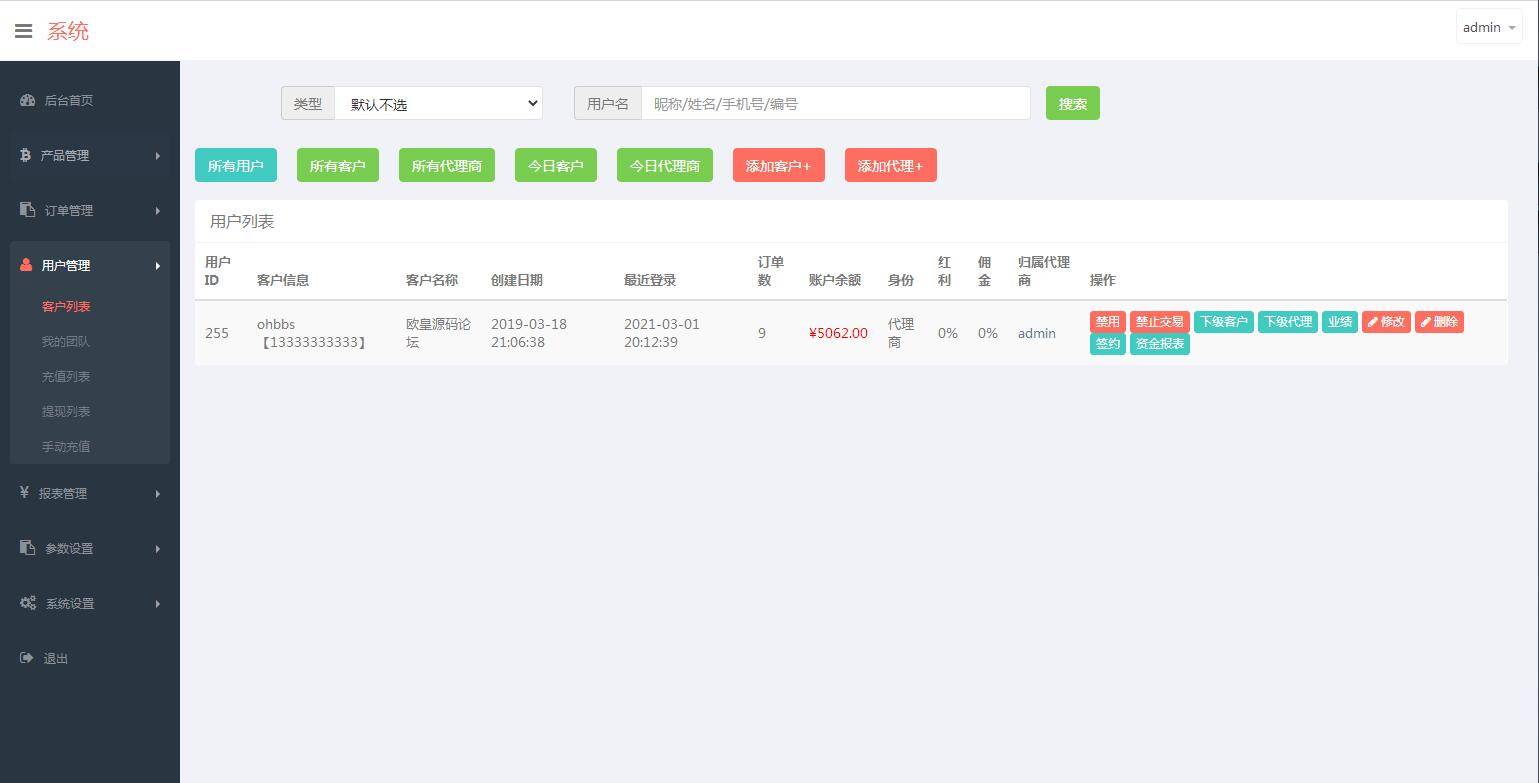 系统
admin
后台首页
产品管理
订单管理
用户管理
客户列表
我的团队
充值列表
提现列表
手动充值
报表管理
参数设置
系统设置
退出
类型 默认不选 用户名 昵称/姓名/手机号/编号 搜索
所有用户 所有客户 所有代理商 今日客户 今日代理商 添加客户+ 添加代理+
用户列表
用户ID 客户信息 客户名称 创建日期 最近登录 订单数 账户余额 身份 红利 佣金 归属代理商 操作
255 ohbbs 【13333333333】 欧皇源码论坛 2019-03-18 21:06:38 2021-03-01 20:12:39 9 ¥5062.00 代理商 0% 0% admin 禁用 禁止交易 下级客户 下级代理 业绩 修改 删除
签约 资金报表